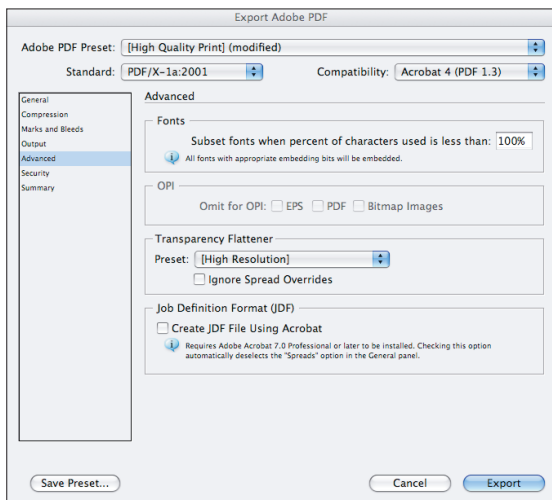 Export Adobe PDF
Adobe PDF Preset: [High Quality Print] (modified)
Standard: PDF/X-1a:2001 Compatibility: Acrobat 4 (PDF 1.3)
General
Compression
Marks and Bleeds
Output
Advanced
Security
Summary
Advanced
Fonts
Subset fonts when percent of characters used is less than: 100%
All fonts with appropriate embedding bits will be embedded.
OPI
Omit for OPI: EPS PDF Bitmap Images
Transparency Flattener
Preset: [High Resolution]
Ignore Spread Overrides
Job Definition Format (JDF)
Create JDF File Using Acrobat
Requires Adobe Acrobat 7.0 Professional or later to be installed. Checking this option
automatically deselects the "Spreads" option in the General panel.
Save Preset... Cancel Export